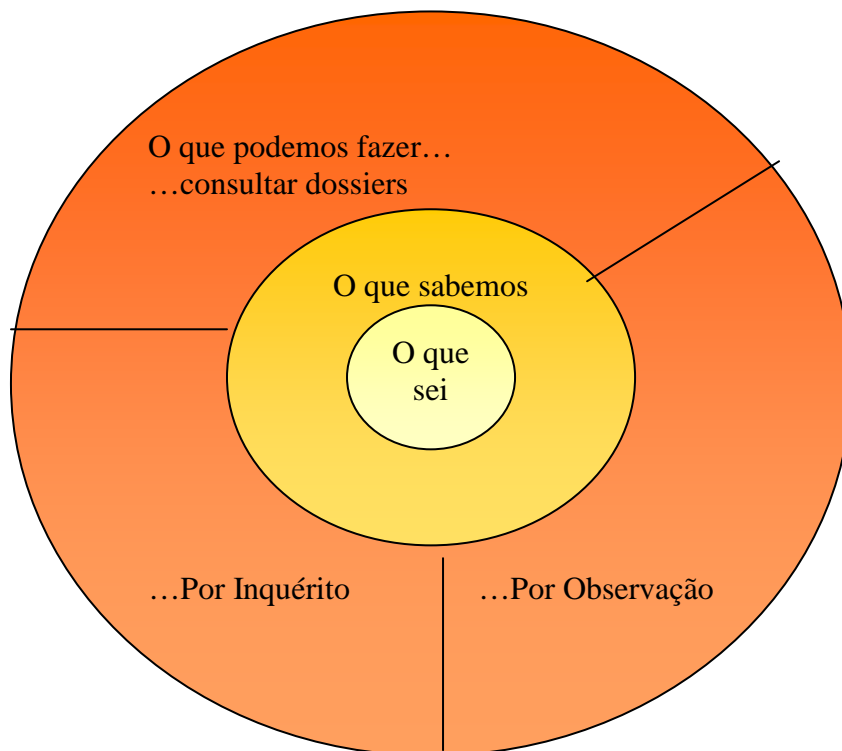 O que podemos fazer…
…consultar dossiers
O que sabemos
O que
sei
…Por Inquérito
…Por Observação